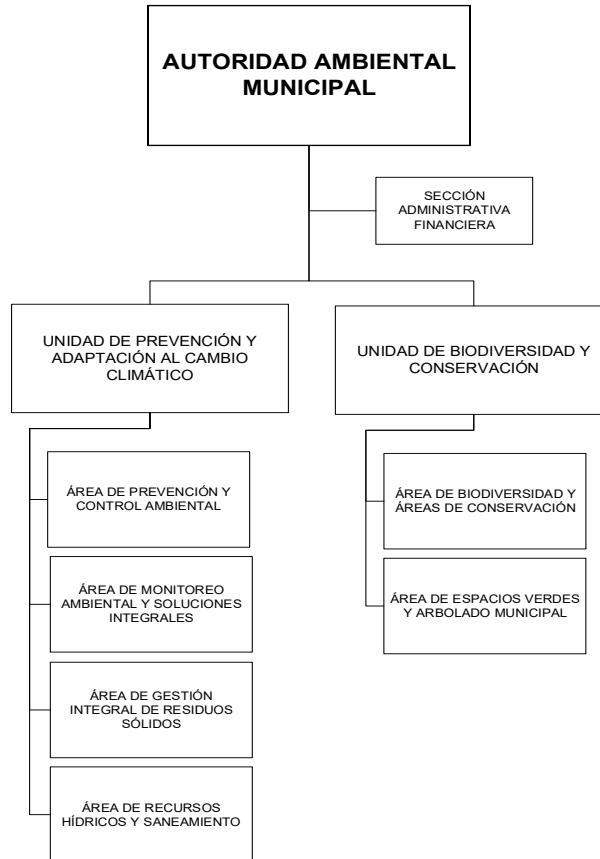 AUTORIDAD AMBIENTAL
MUNICIPAL
SECCIÓN
ADMINISTRATIVA
FINANCIERA
UNIDAD DE PREVENCIÓN Y
ADAPTACIÓN AL CAMBIO
CLIMÁTICO
UNIDAD DE BIODIVERSIDAD Y
CONSERVACIÓN
ÁREA DE PREVENCIÓN Y
CONTROL AMBIENTAL
ÁREA DE MONITOREO
AMBIENTAL Y SOLUCIONES
INTEGRALES
ÁREA DE GESTIÓN
INTEGRAL DE RESIDUOS
SÓLIDOS
ÁREA DE RECURSOS
HÍDRICOS Y SANEAMIENTO
ÁREA DE BIODIVERSIDAD Y
ÁREAS DE CONSERVACIÓN
ÁREA DE ESPACIOS VERDES
Y ARBOLADO MUNICIPAL